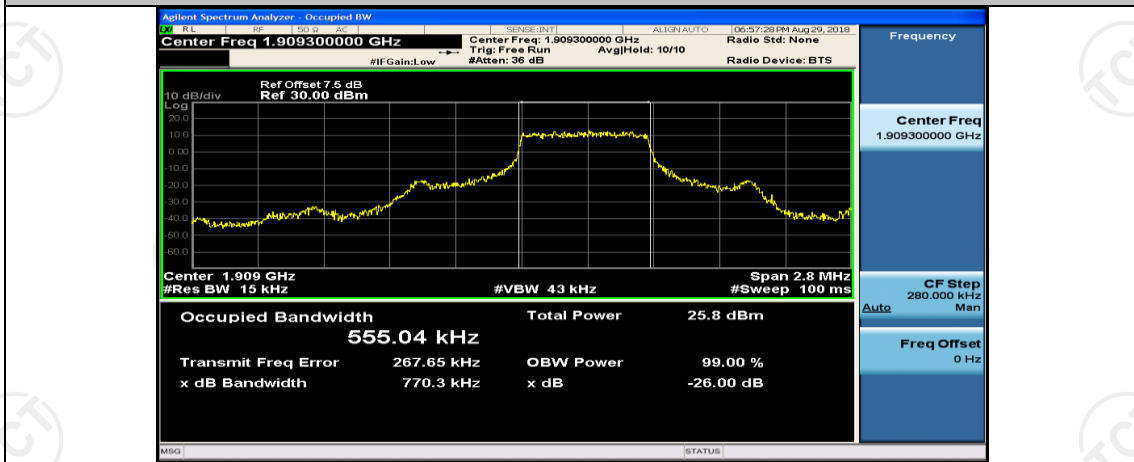 Agilent Spectrum Analyzer - Occupied BW
LXI RL RF 50 Ω AC SENSE:INT ALIGN AUTO 06:57:28 PM Aug 29, 2018
Center Freq 1.909300000 GHz Center Freq: 1.909300000 GHz Radio Std: None
Trig: Free Run Avg|Hold: 10/10
#IFGain:Low #Atten: 36 dB Radio Device: BTS
Frequency
Ref Offset 7.5 dB
10 dB/div Ref 30.00 dBm
Log
20.0
10.0
0.00
-10.0
-20.0
-30.0
-40.0
-50.0
-60.0
Center 1.909 GHz Span 2.8 MHz
#Res BW 15 kHz #VBW 43 kHz #Sweep 100 ms
Occupied Bandwidth Total Power 25.8 dBm
555.04 kHz
Transmit Freq Error 267.65 kHz OBW Power 99.00 %
x dB Bandwidth 770.3 kHz x dB -26.00 dB
Center Freq
1.909300000 GHz
CF Step
280.000 kHz
Auto Man
Freq Offset
0 Hz
MSG STATUS
TCT
TCT
TCT
TCT